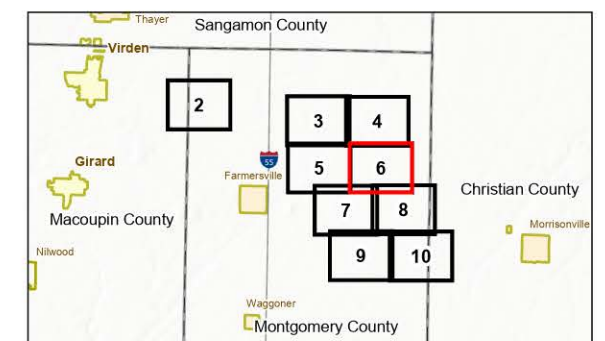 Thayer
Sangamon County
Virden
2
3
4
Girard
55
5
6
Farmersville
Christian County
Macoupin County
7
8
Morrisonville
Nilwood
9
10
Waggoner
Montgomery County